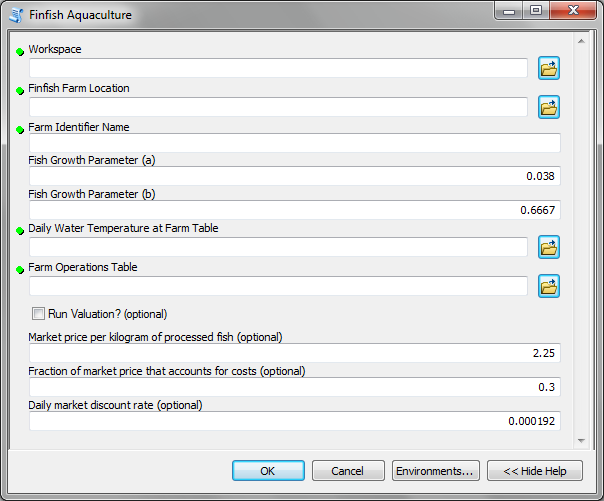 Finfish Aquaculture
Workspace
Finfish Farm Location
Farm Identifier Name
Fish Growth Parameter (a)
0.038
Fish Growth Parameter (b)
0.6667
Daily Water Temperature at Farm Table
Farm Operations Table
Run Valuation? (optional)
Market price per kilogram of processed fish (optional)
2.25
Fraction of market price that accounts for costs (optional)
0.3
Daily market discount rate (optional)
0.000192
OK Cancel Environments... << Hide Help